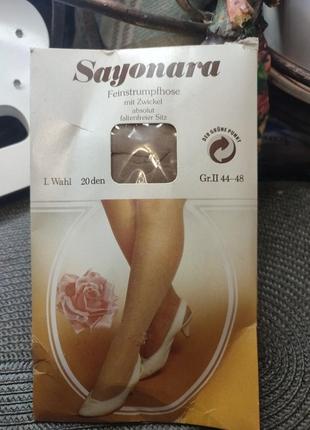 Sayonara
Feinstrumpfhose
mit Zwickel
absolut
faltenfreier Sitz
DER GRÜNE PUNKT
I. Wahl 20 den
Gr.II 44-48